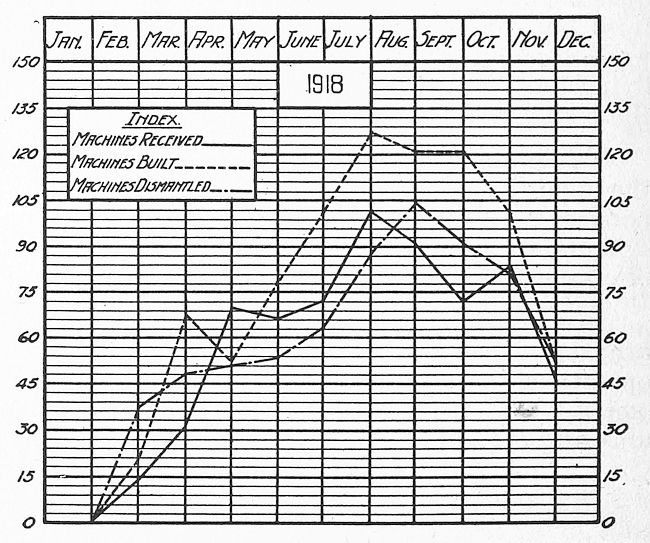 JAN. FEB. MAR. APR. MAY JUNE JULY AUG. SEPT. OCT. NOV. DEC.
150 150
1918
135 135
INDEX.
MACHINES RECEIVED
MACHINES BUILT
MACHINES DISMANTLED
120 120
105 105
90 90
75 75
60 60
45 45
30 30
15 15
0 0